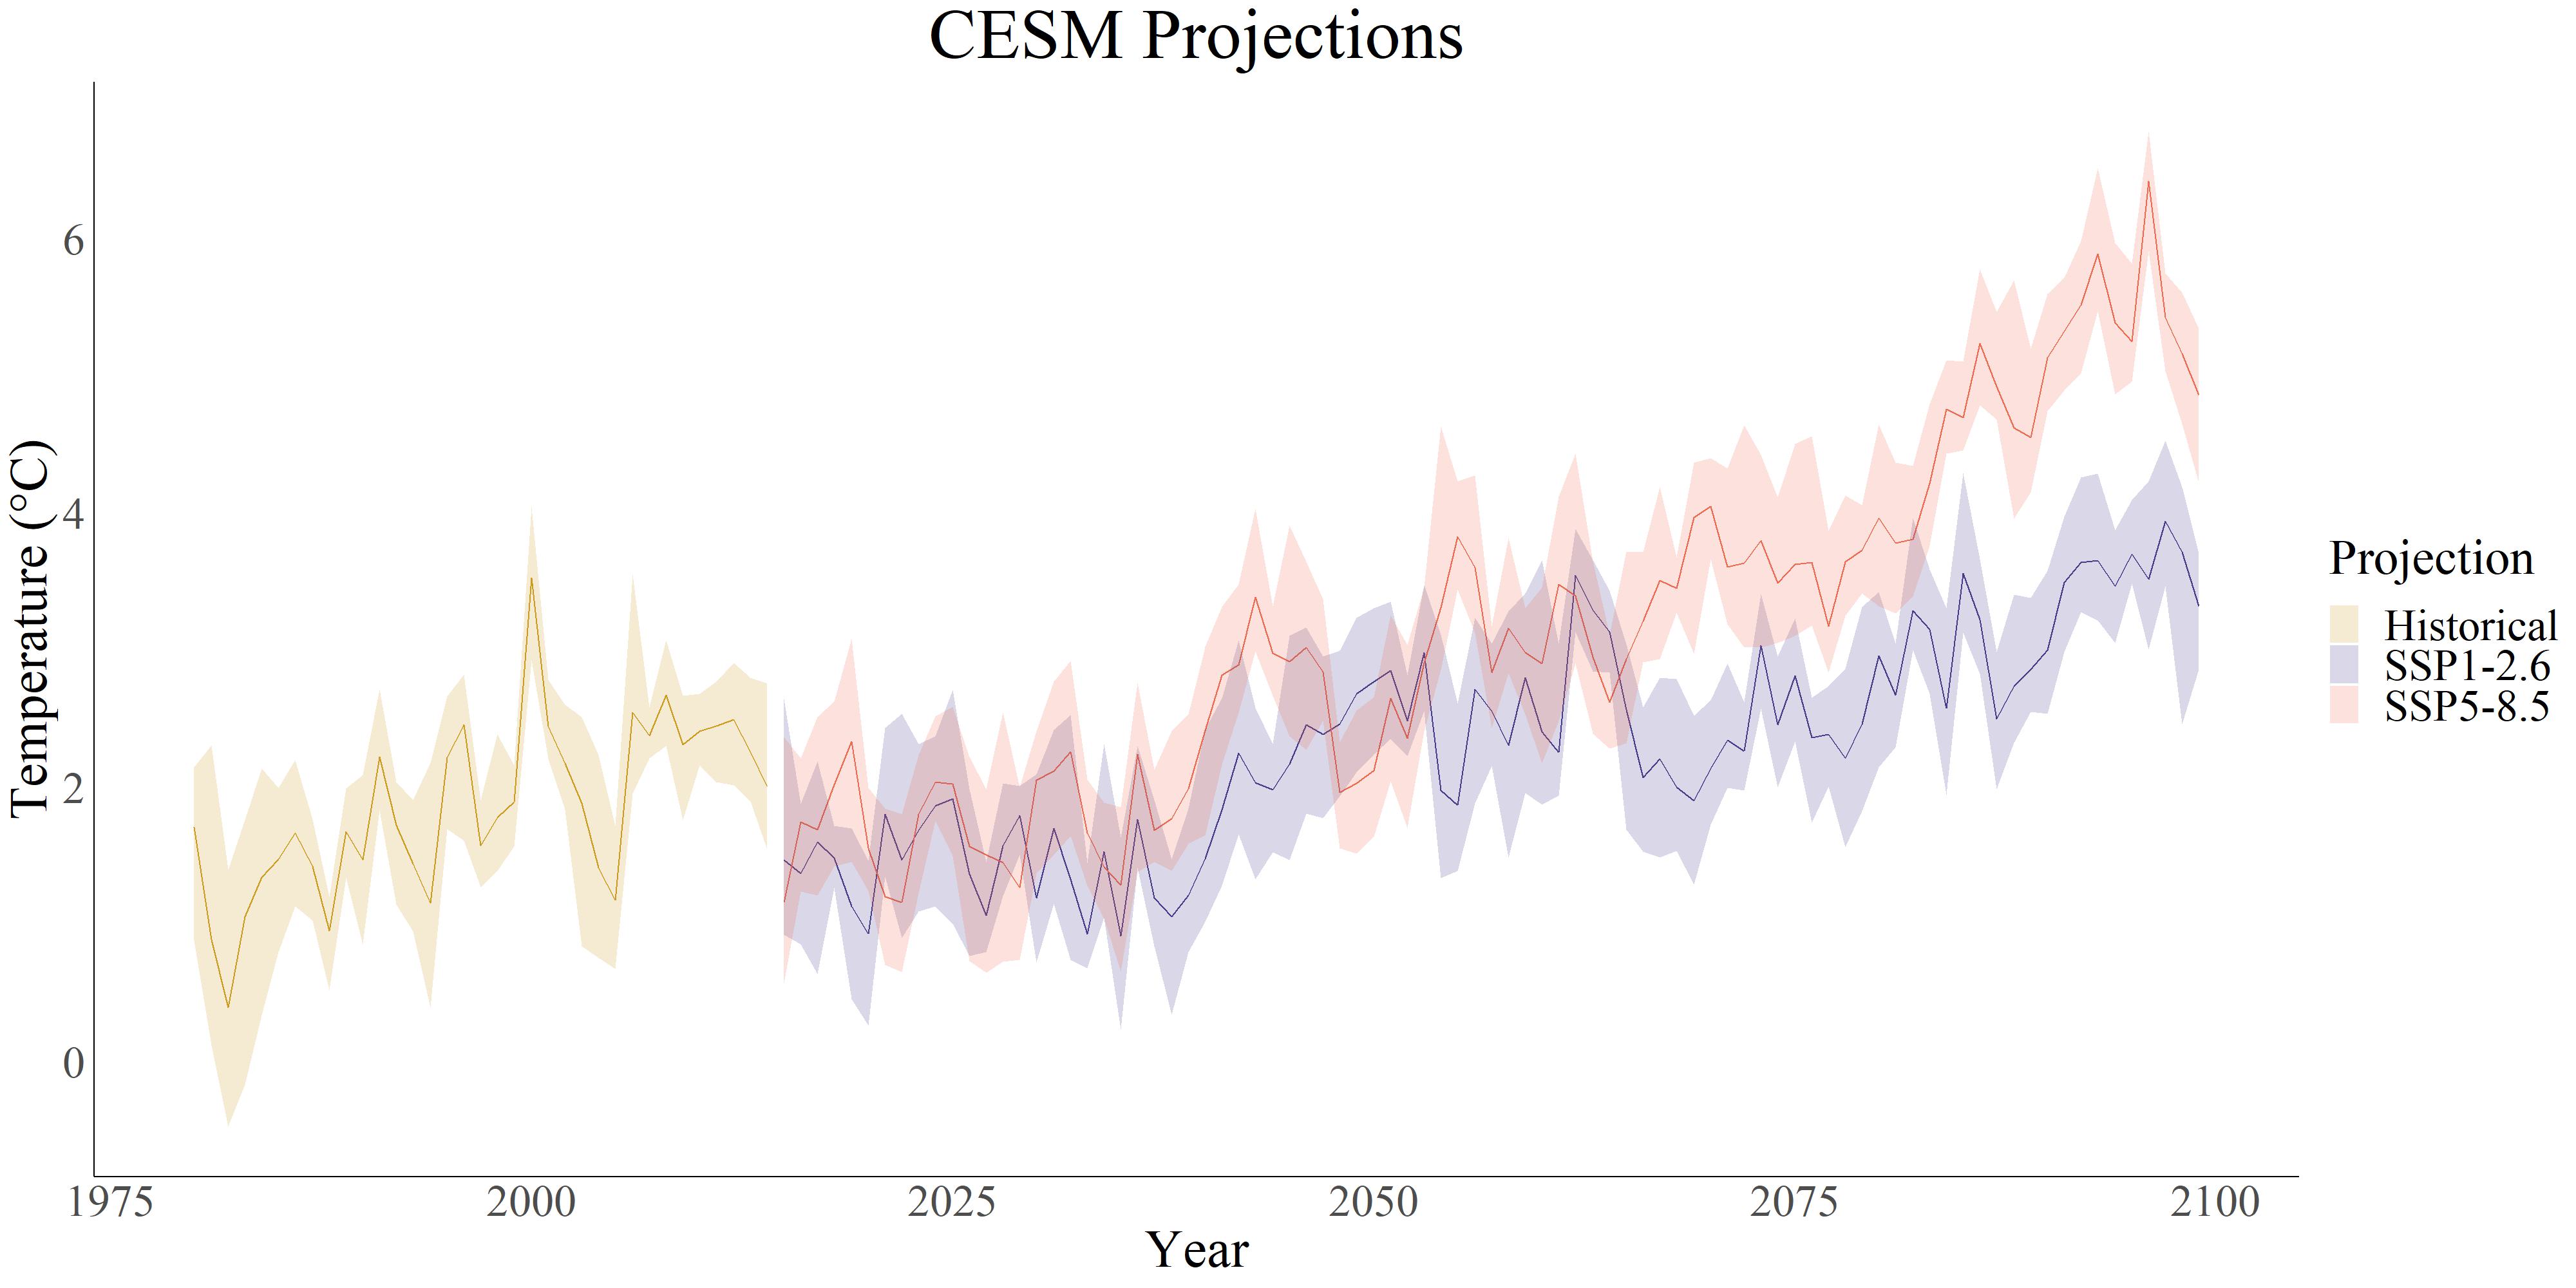 CESM Projections
Temperature (°C)
6
4
2
0
1975 2000 2025 2050 2075 2100
Year
Projection
Historical
SSP1-2.6
SSP5-8.5